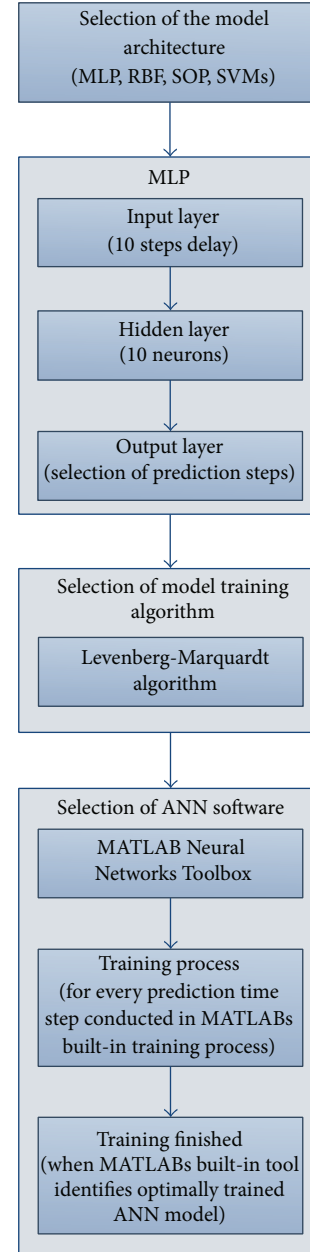 Selection of the model
architecture
(MLP, RBF, SOP, SVMs)
MLP
Input layer
(10 steps delay)
Hidden layer
(10 neurons)
Output layer
(selection of prediction steps)
Selection of model training
algorithm
Levenberg-Marquardt
algorithm
Selection of ANN software
MATLAB Neural
Networks Toolbox
Training process
(for every prediction time
step conducted in MATLABs
built-in training process)
Training finished
(when MATLABs built-in tool
identifies optimally trained
ANN model)